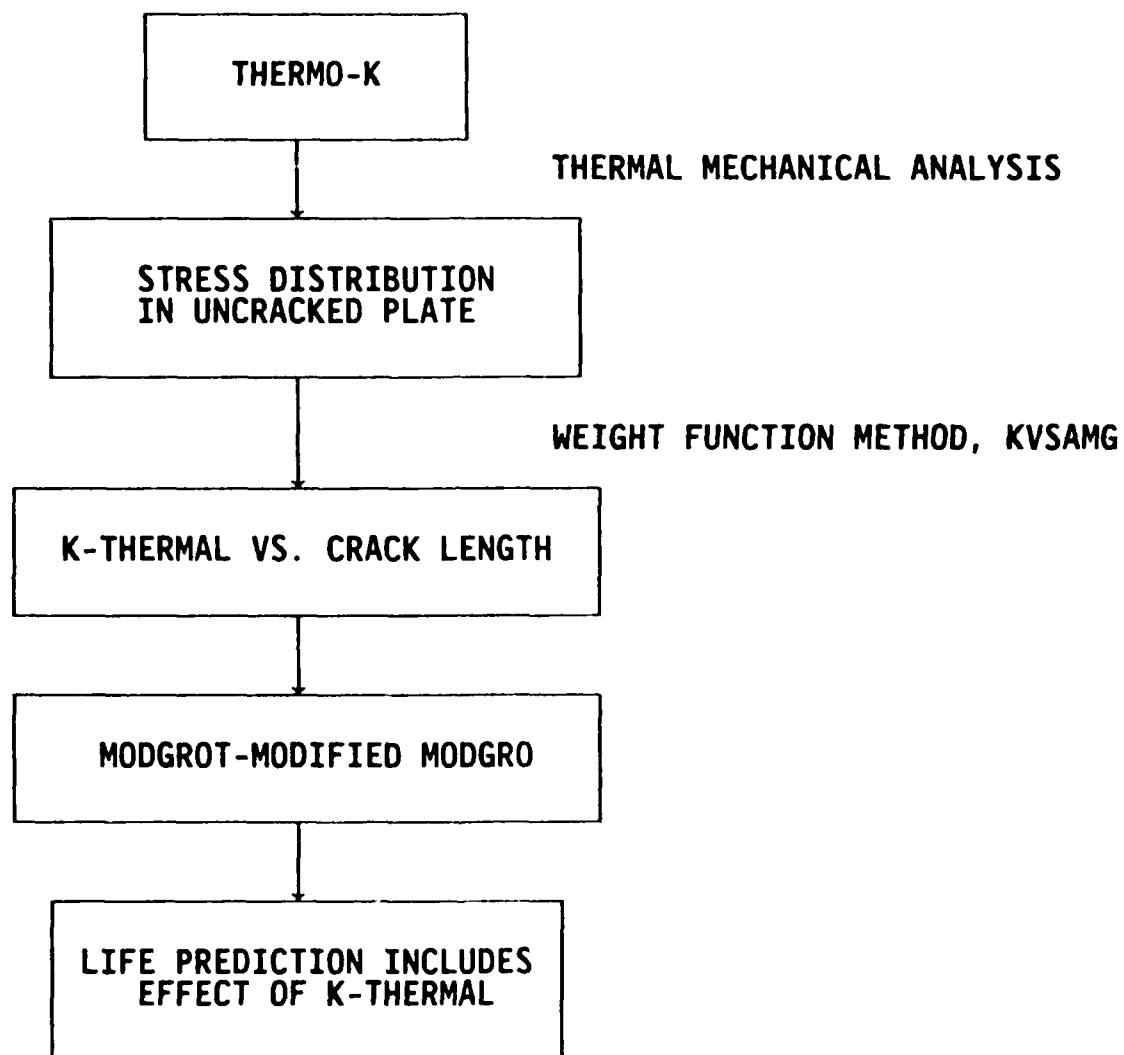 THERMO-K
THERMAL MECHANICAL ANALYSIS
STRESS DISTRIBUTION
IN UNCRACKED PLATE
WEIGHT FUNCTION METHOD, KVSAMG
K-THERMAL VS. CRACK LENGTH
MODGROT-MODIFIED MODGRO
LIFE PREDICTION INCLUDES
EFFECT OF K-THERMAL